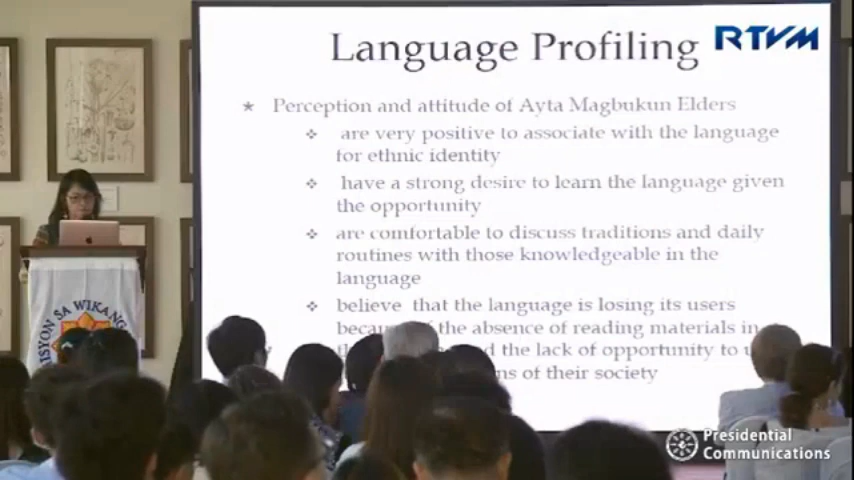 Language Profiling
RTVM
Perception and attitude of Ayta Magbukun Elders
are very positive to associate with the language
for ethnic identity
have a strong desire to learn the language given
the opportunity
are comfortable to discuss traditions and daily
routines with those knowledgeable in the
language
believe that the language is losing its users
the absence of reading materials in
the lack of opportunity to
of their society
SA WIKANG
Presidential
Communications